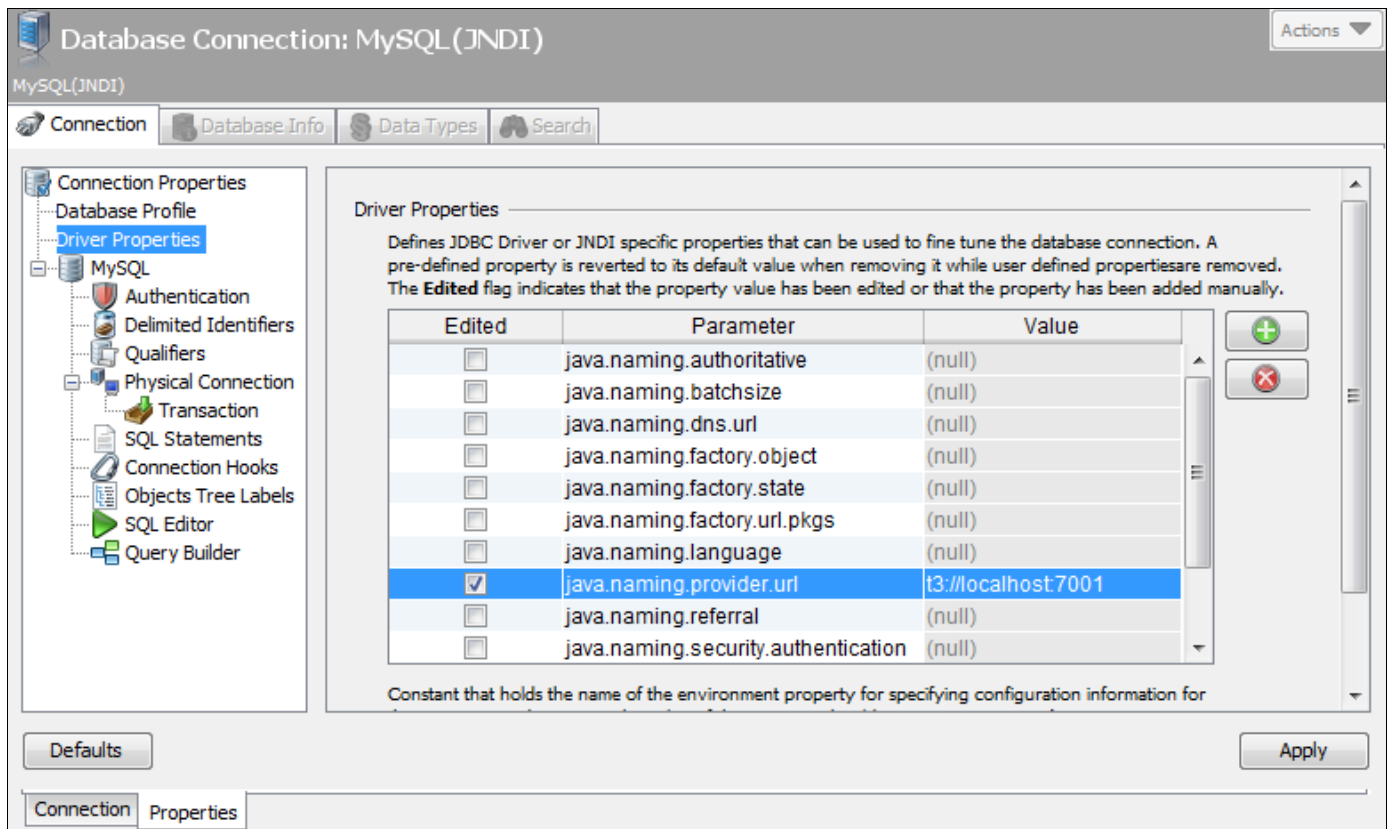 Database Connection: MySQL(JNDI)
Actions
MySQL(JNDI)
Connection
Database Info
Data Types
Search
Connection Properties
Database Profile
Driver Properties
MySQL
Authentication
Delimited Identifiers
Qualifiers
Physical Connection
Transaction
SQL Statements
Connection Hooks
Objects Tree Labels
SQL Editor
Query Builder
Driver Properties
Defines JDBC Driver or JNDI specific properties that can be used to fine tune the database connection. A
pre-defined property is reverted to its default value when removing it while user defined propertiesare removed.
The Edited flag indicates that the property value has been edited or that the property has been added manually.
Edited Parameter Value
java.naming.authoritative (null)
java.naming.batchsize (null)
java.naming.dns.url (null)
java.naming.factory.object (null)
java.naming.factory.state (null)
java.naming.factory.url.pkgs (null)
java.naming.language (null)
java.naming.provider.url t3://localhost:7001
java.naming.referral (null)
java.naming.security.authentication (null)
Constant that holds the name of the environment property for specifying configuration information for
Defaults
Apply
Connection
Properties